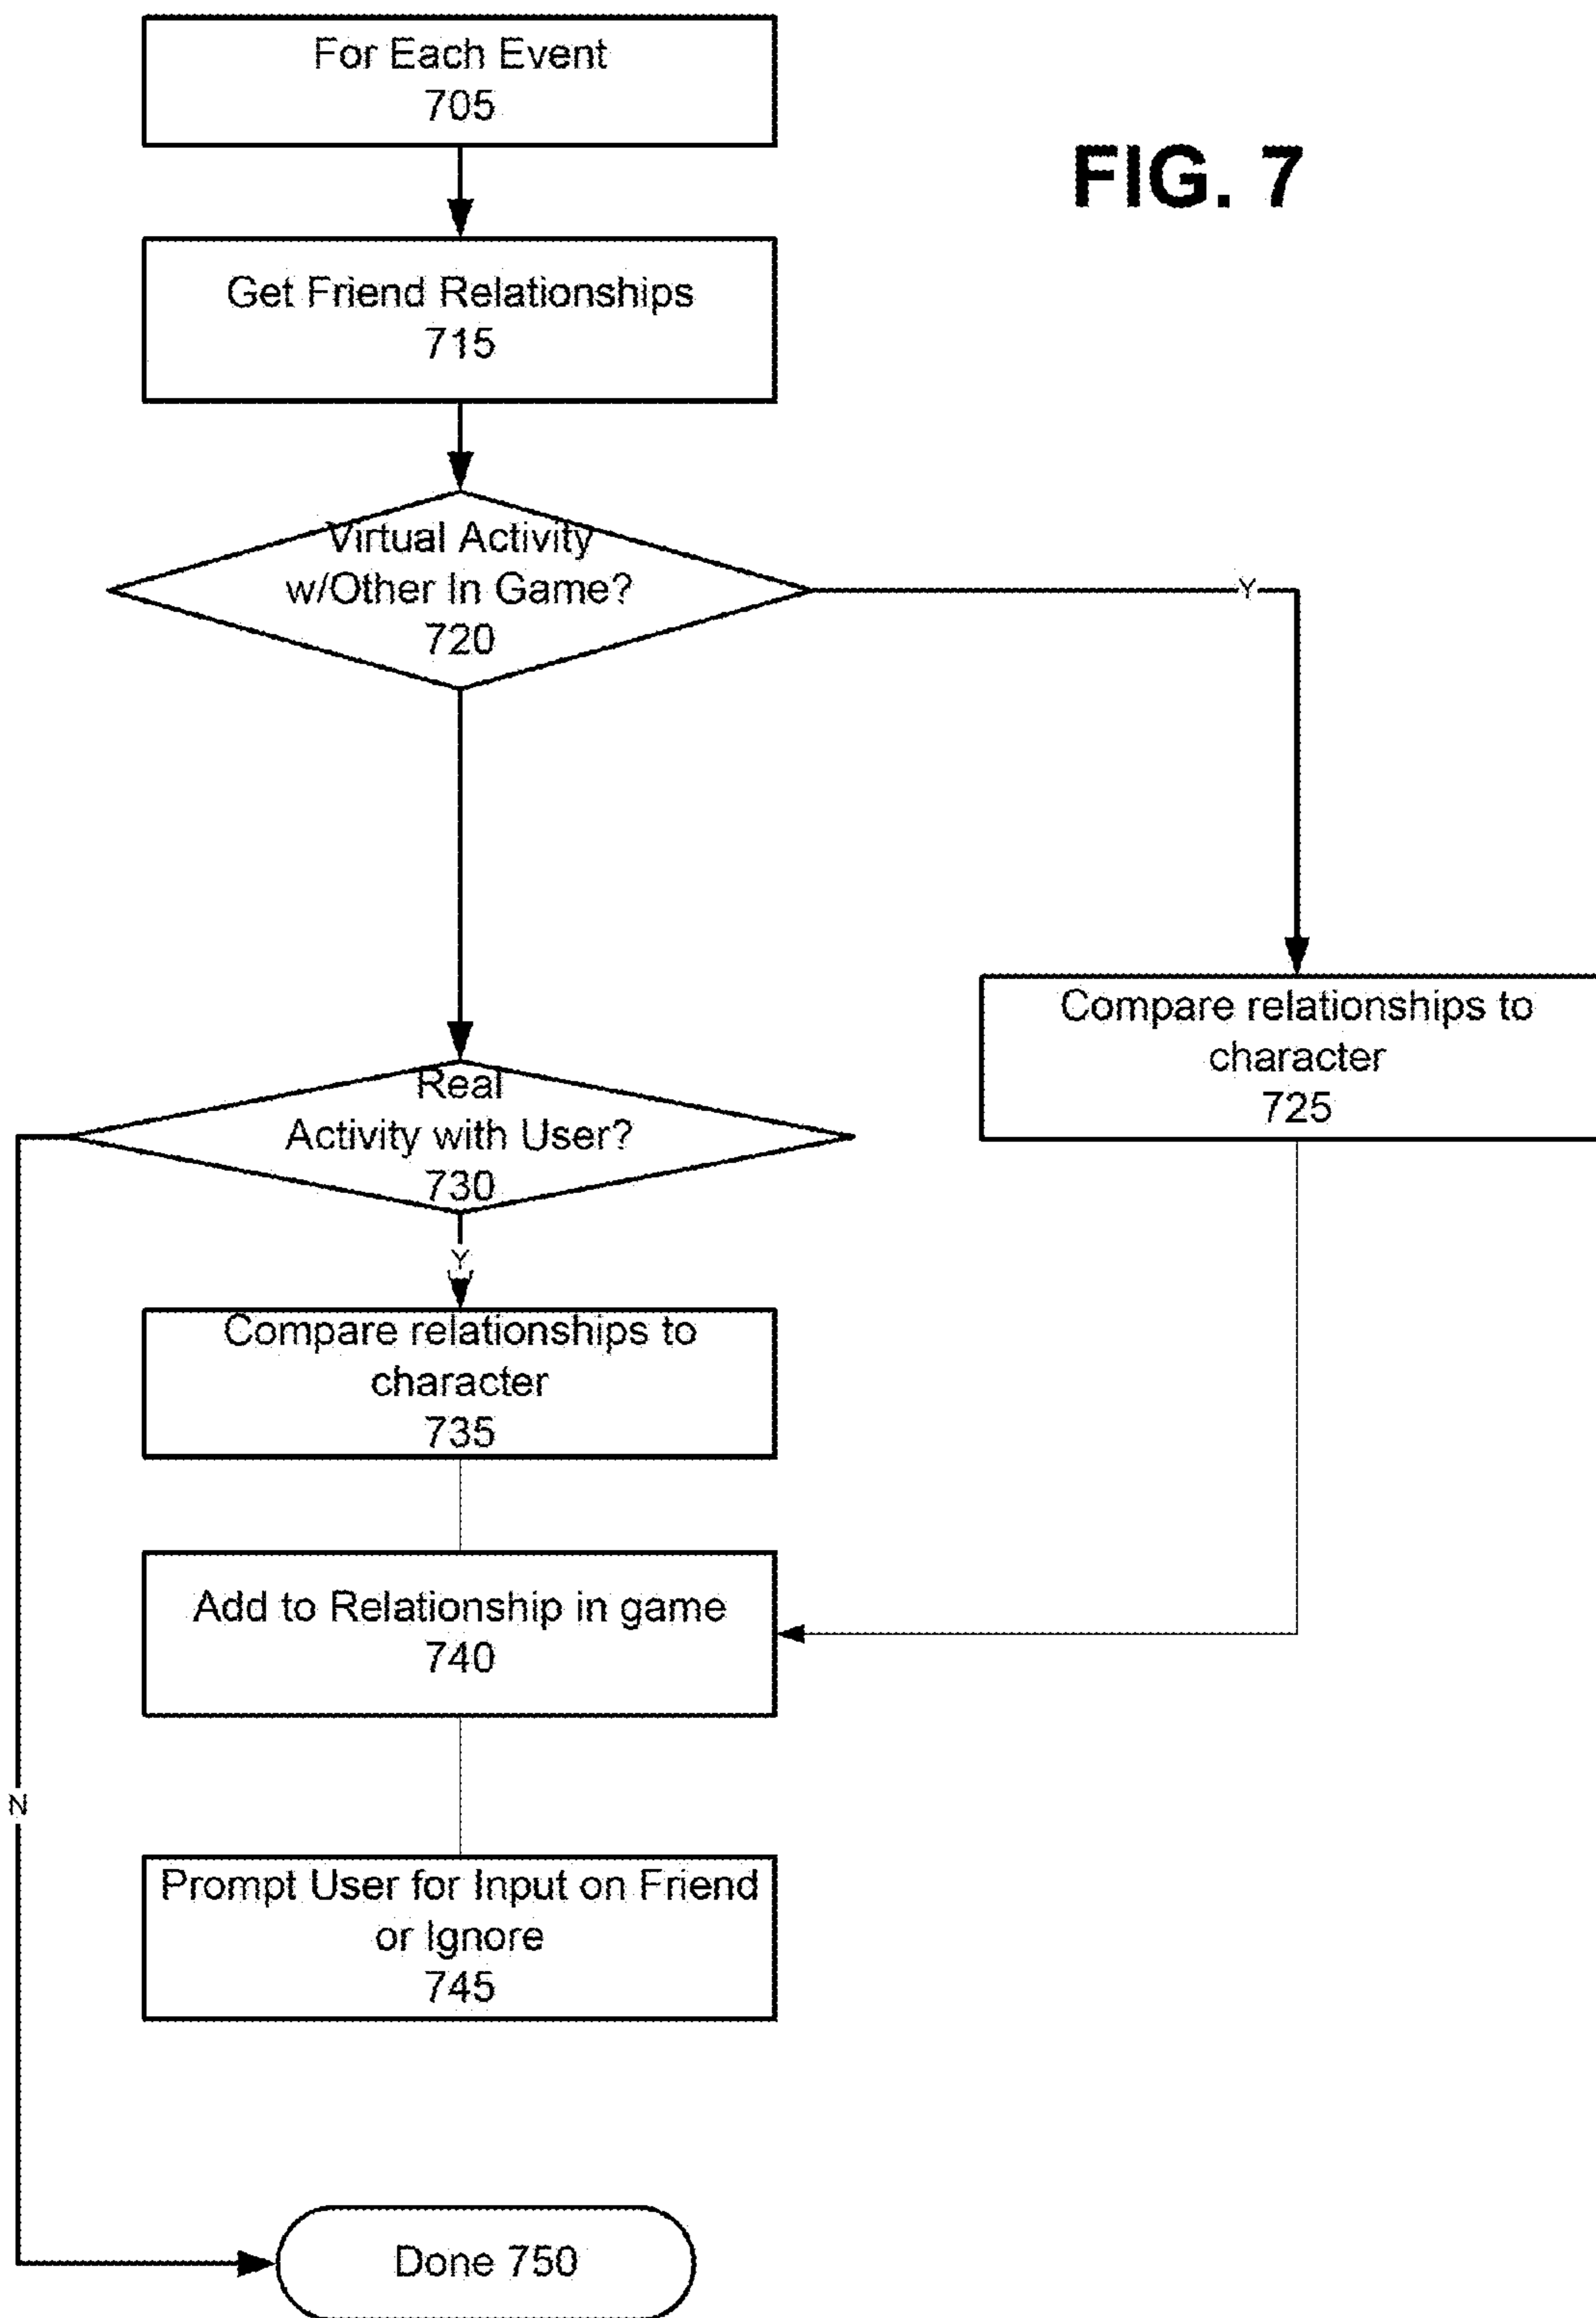 For Each Event
705
FIG. 7
Get Friend Relationships
715
Virtual Activity
w/Other In Game?
720
Y
Compare relationships to
character
725
Real
Activity with User?
730
Y
Compare relationships to
character
735
Add to Relationship in game
740
N
Prompt User for Input on Friend
or Ignore
745
Done 750